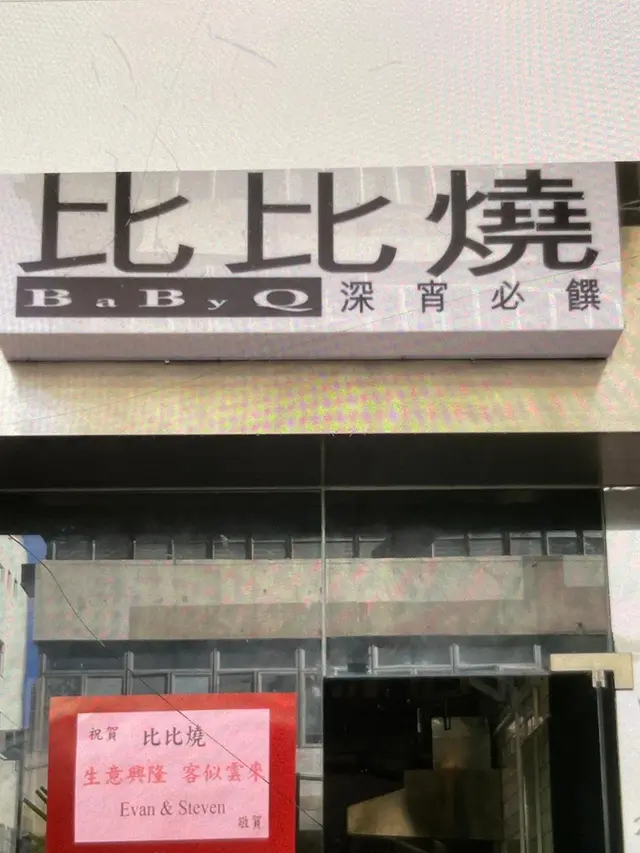 比比燒
BaByQ 深宵必饌
祝賀 比比燒
生意興隆 客似雲來
Evan & Steven
敬賀